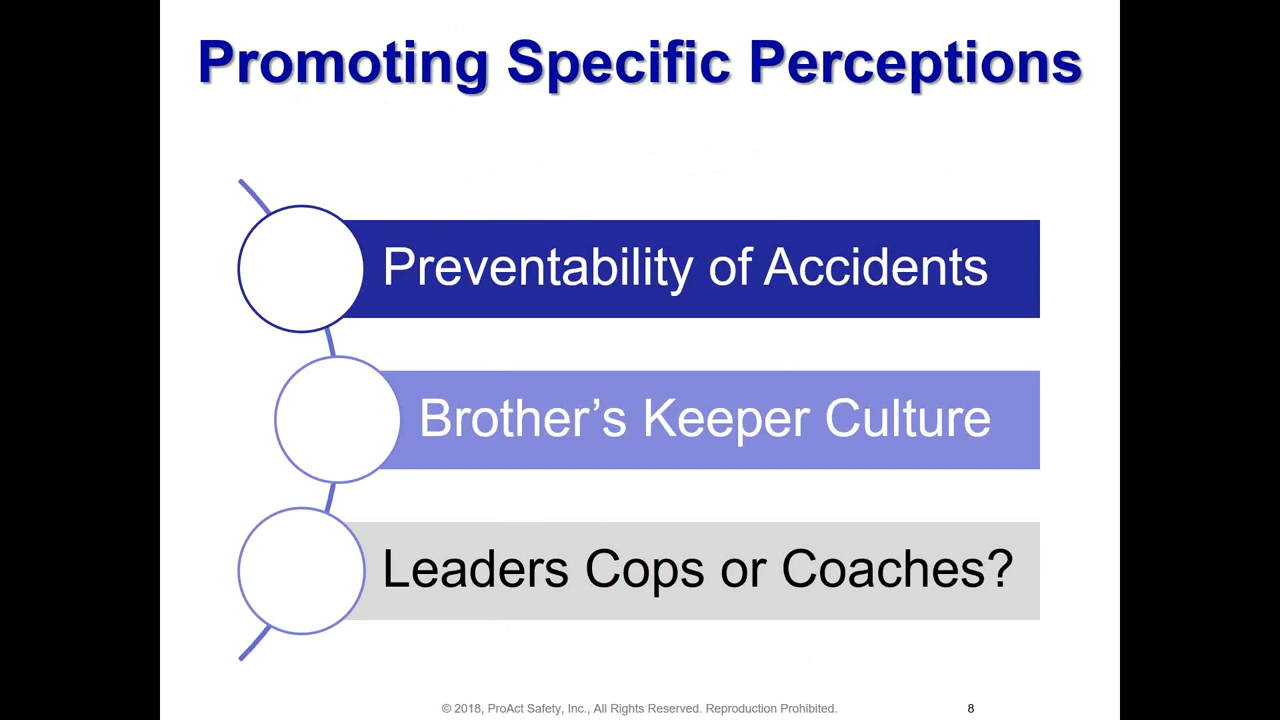 Promoting Specific Perceptions
Preventability of Accidents
Brother’s Keeper Culture
Leaders Cops or Coaches?
© 2018, ProAct Safety, Inc., All Rights Reserved. Reproduction Prohibited.
8